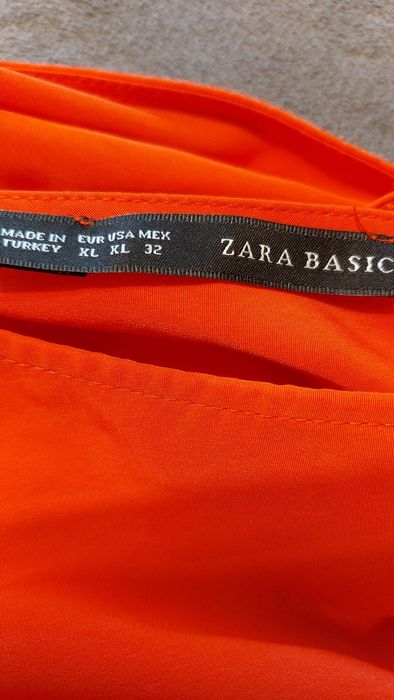 MADE IN EUR USA MEX
TURKEY XL XL 32
ZARA BASIC